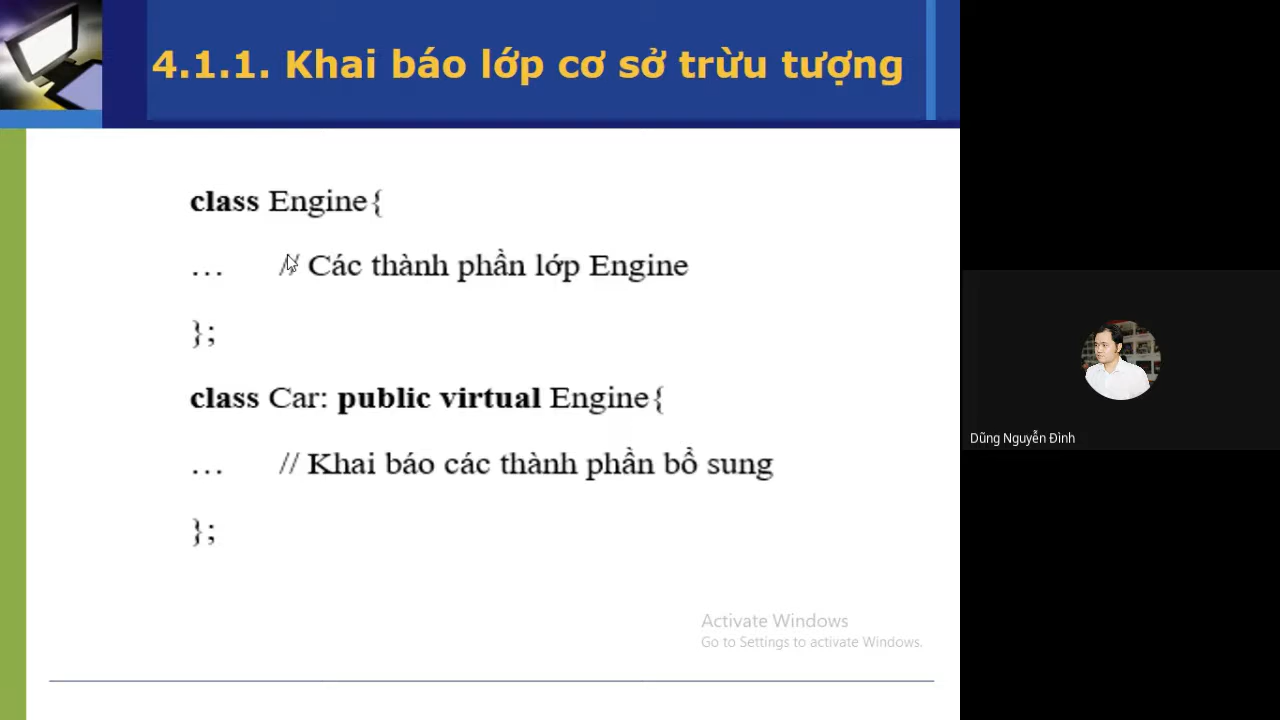 4.1.1. Khai báo lớp cơ sở trừu tượng
class Engine{
… // Các thành phần lớp Engine
};
class Car: public virtual Engine{
… // Khai báo các thành phần bổ sung
};
Activate Windows
Go to Settings to activate Windows.
Dũng Nguyễn Đình